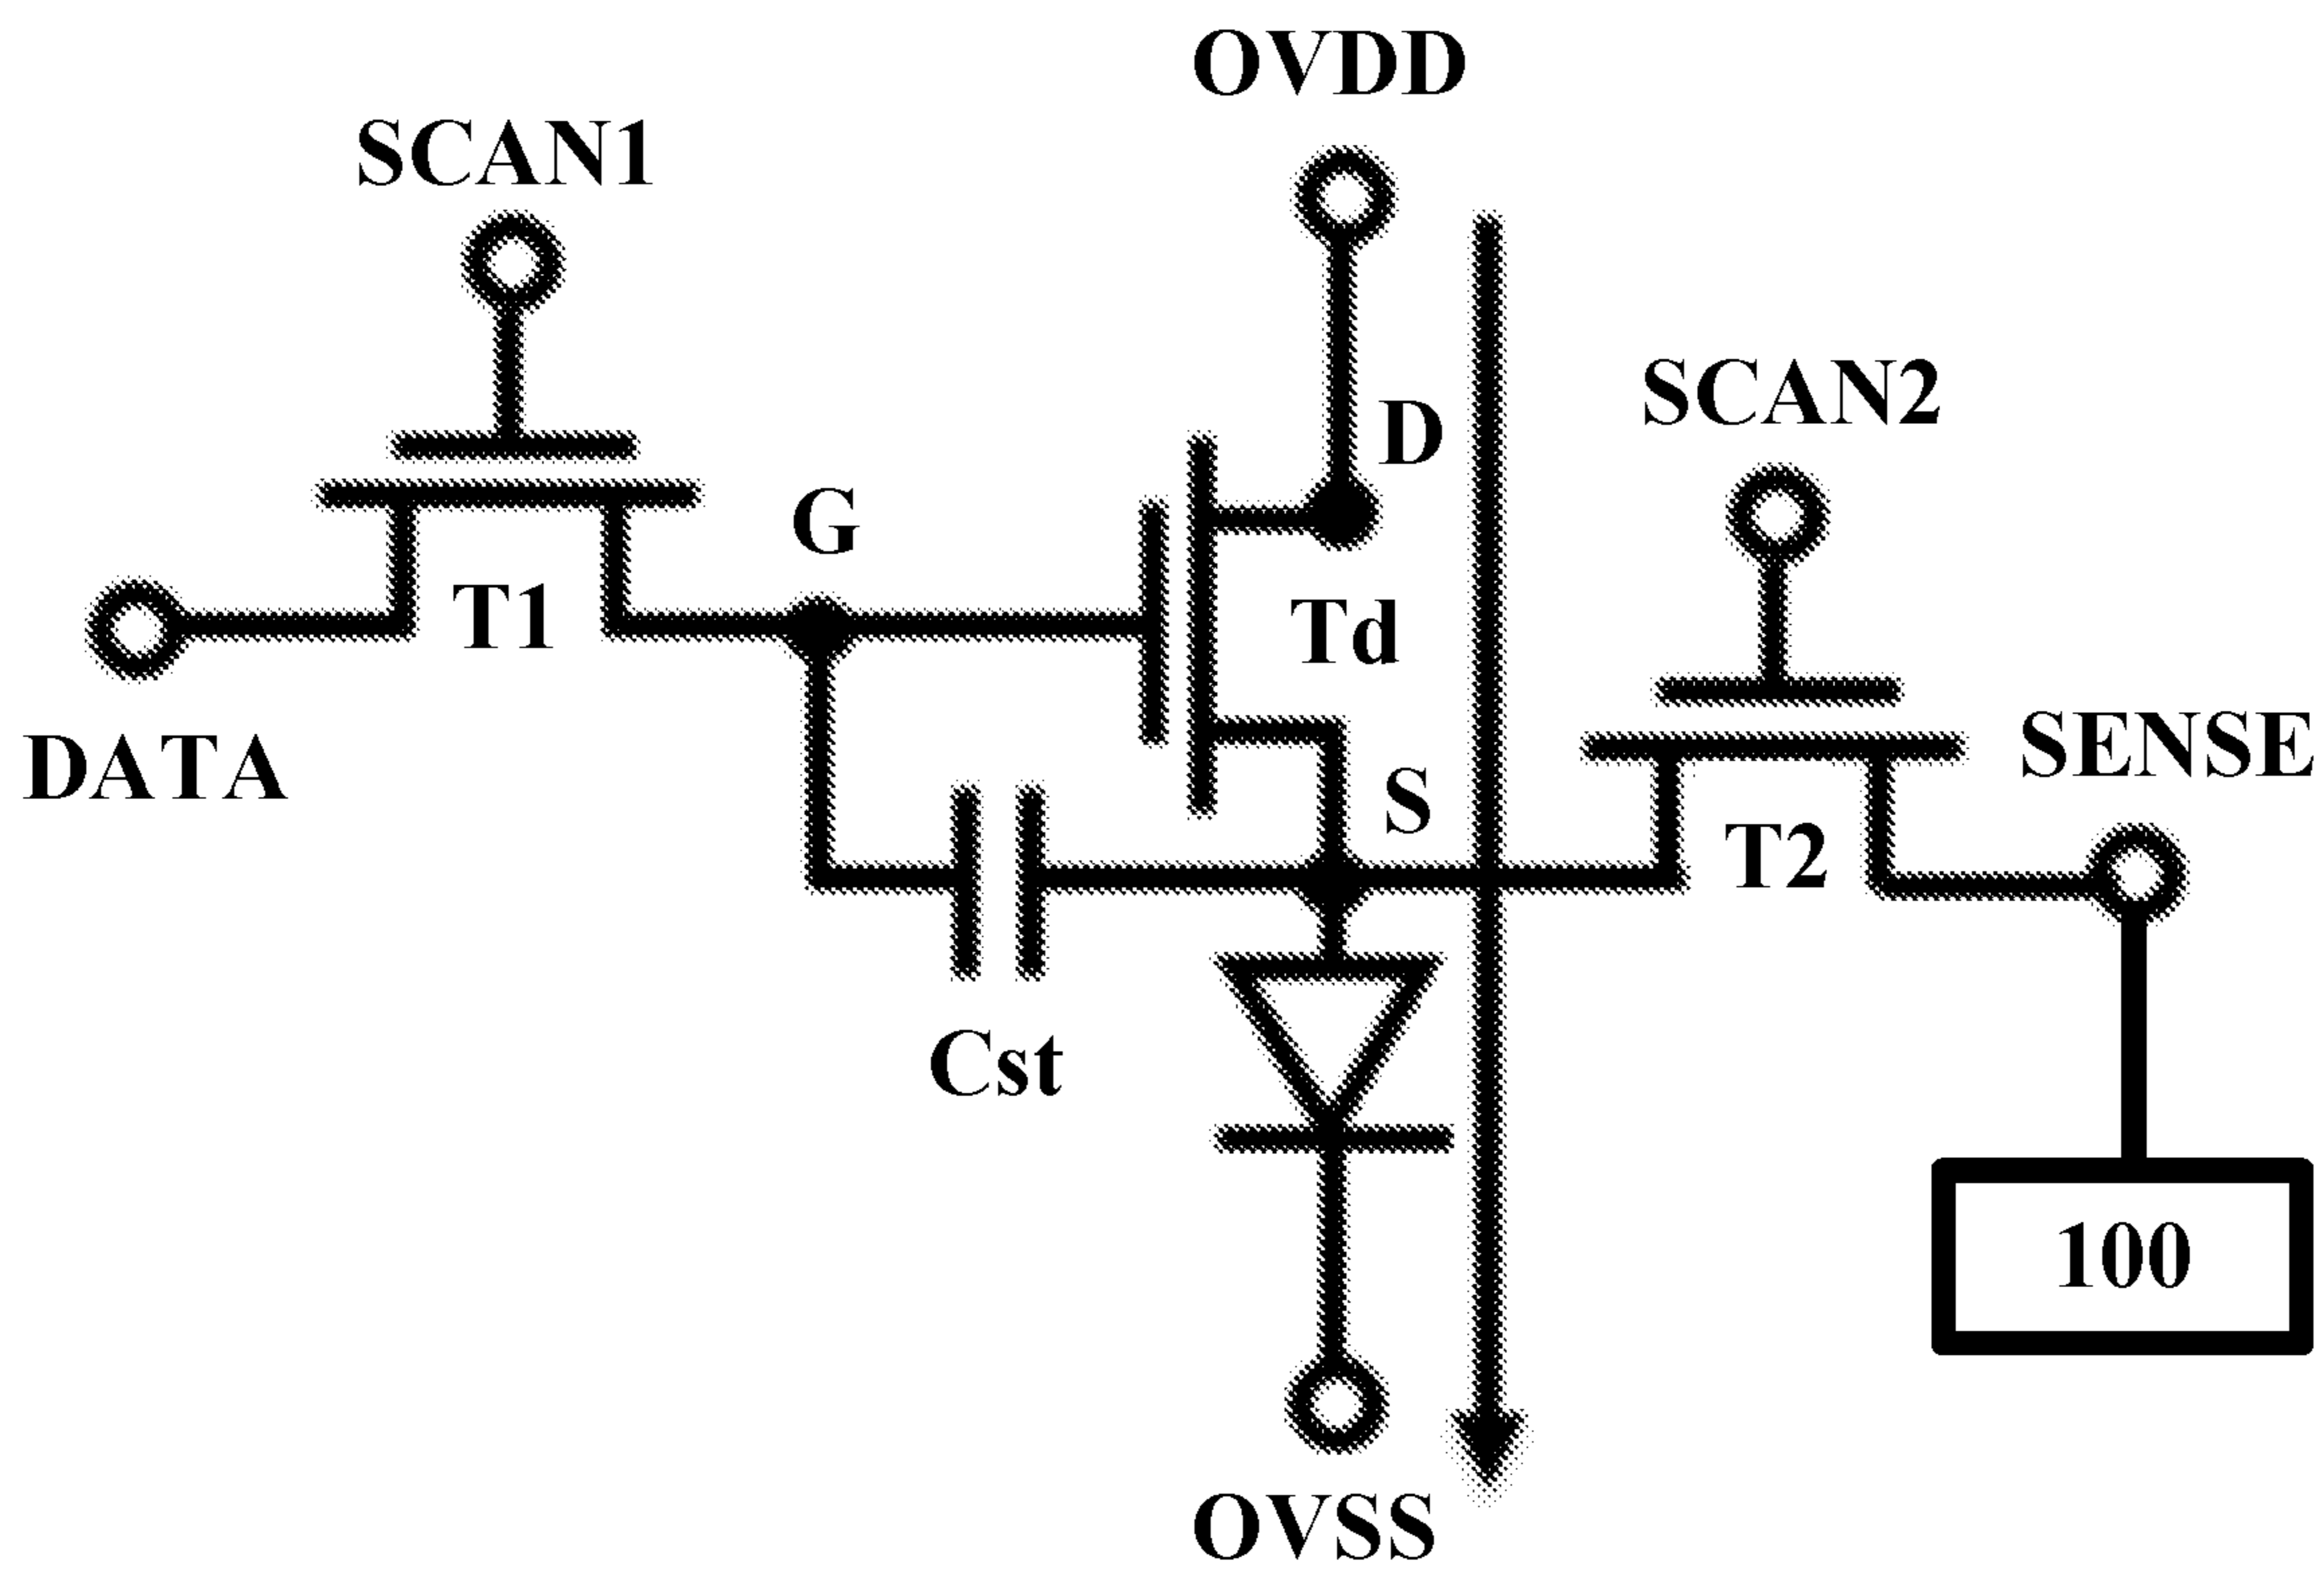 OVDD
SCAN1
SCAN2
D
G
T1
Td
DATA
S
SENSE
T2
Cst
100
OVSS